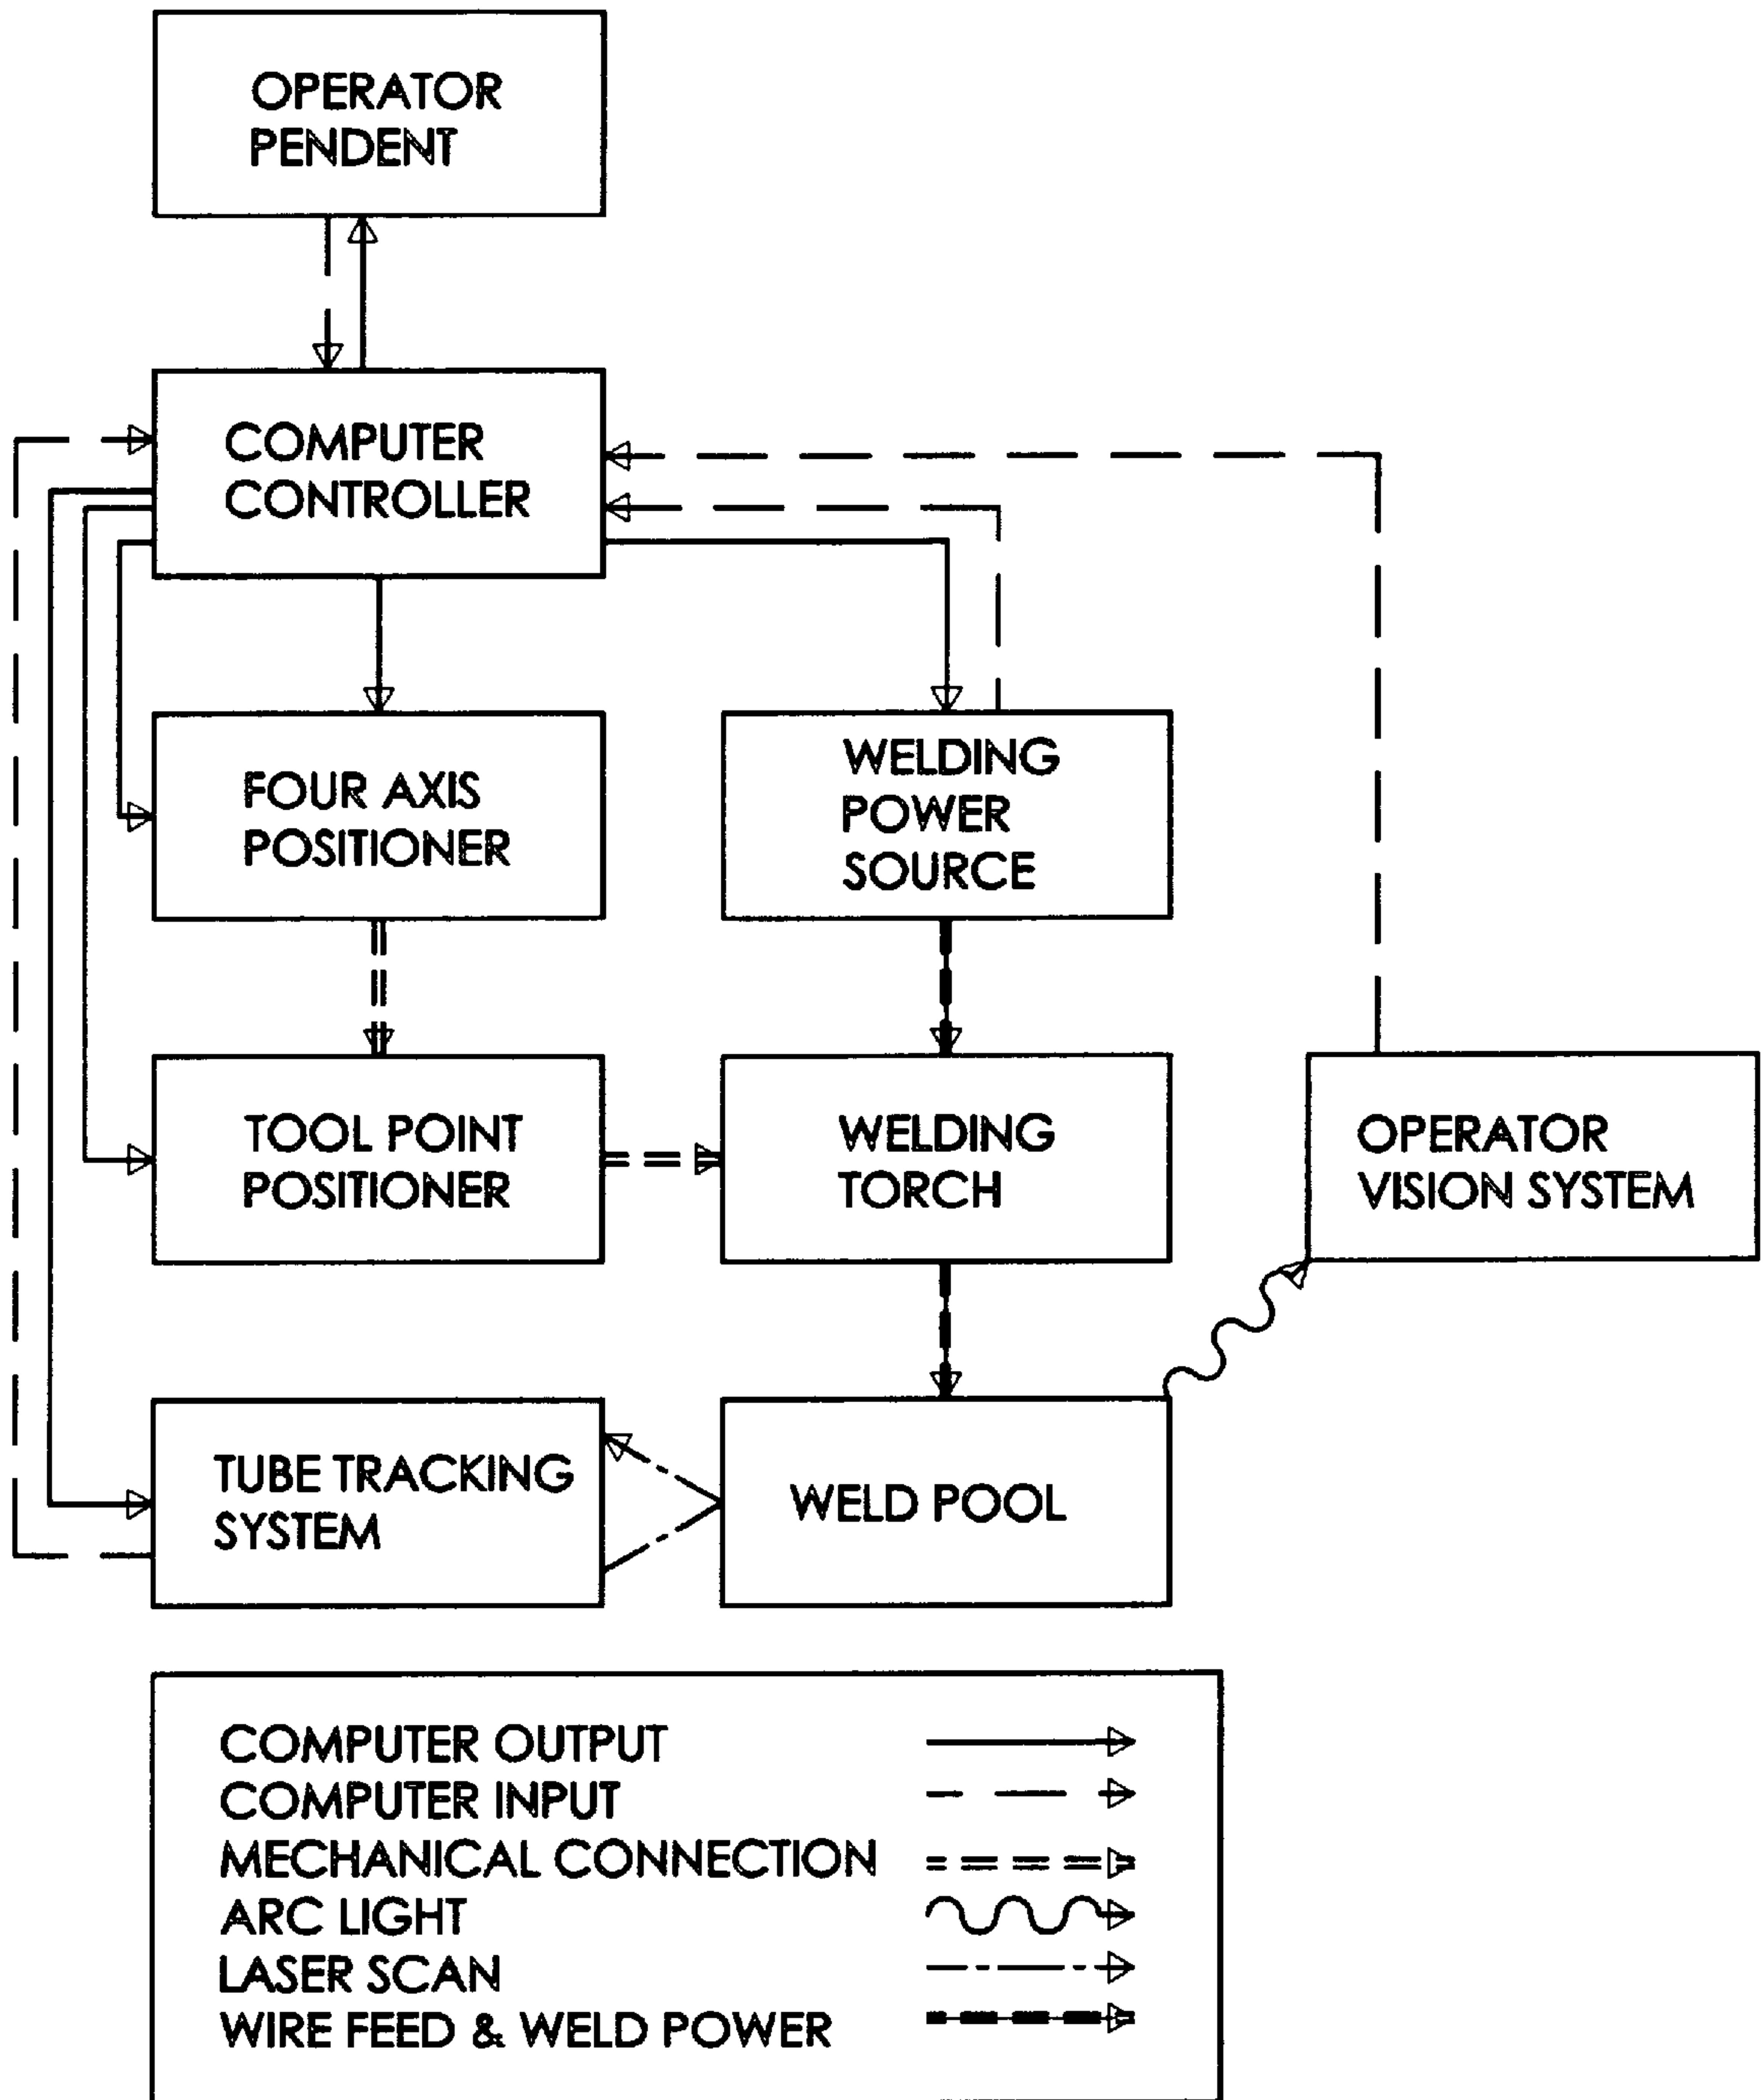 OPERATOR
PENDENT
COMPUTER
CONTROLLER
FOUR AXIS
POSITIONER
WELDING
POWER
SOURCE
TOOL POINT
POSITIONER
WELDING
TORCH
OPERATOR
VISION SYSTEM
TUBE TRACKING
SYSTEM
WELD POOL
COMPUTER OUTPUT
COMPUTER INPUT
MECHANICAL CONNECTION
ARC LIGHT
LASER SCAN
WIRE FEED & WELD POWER